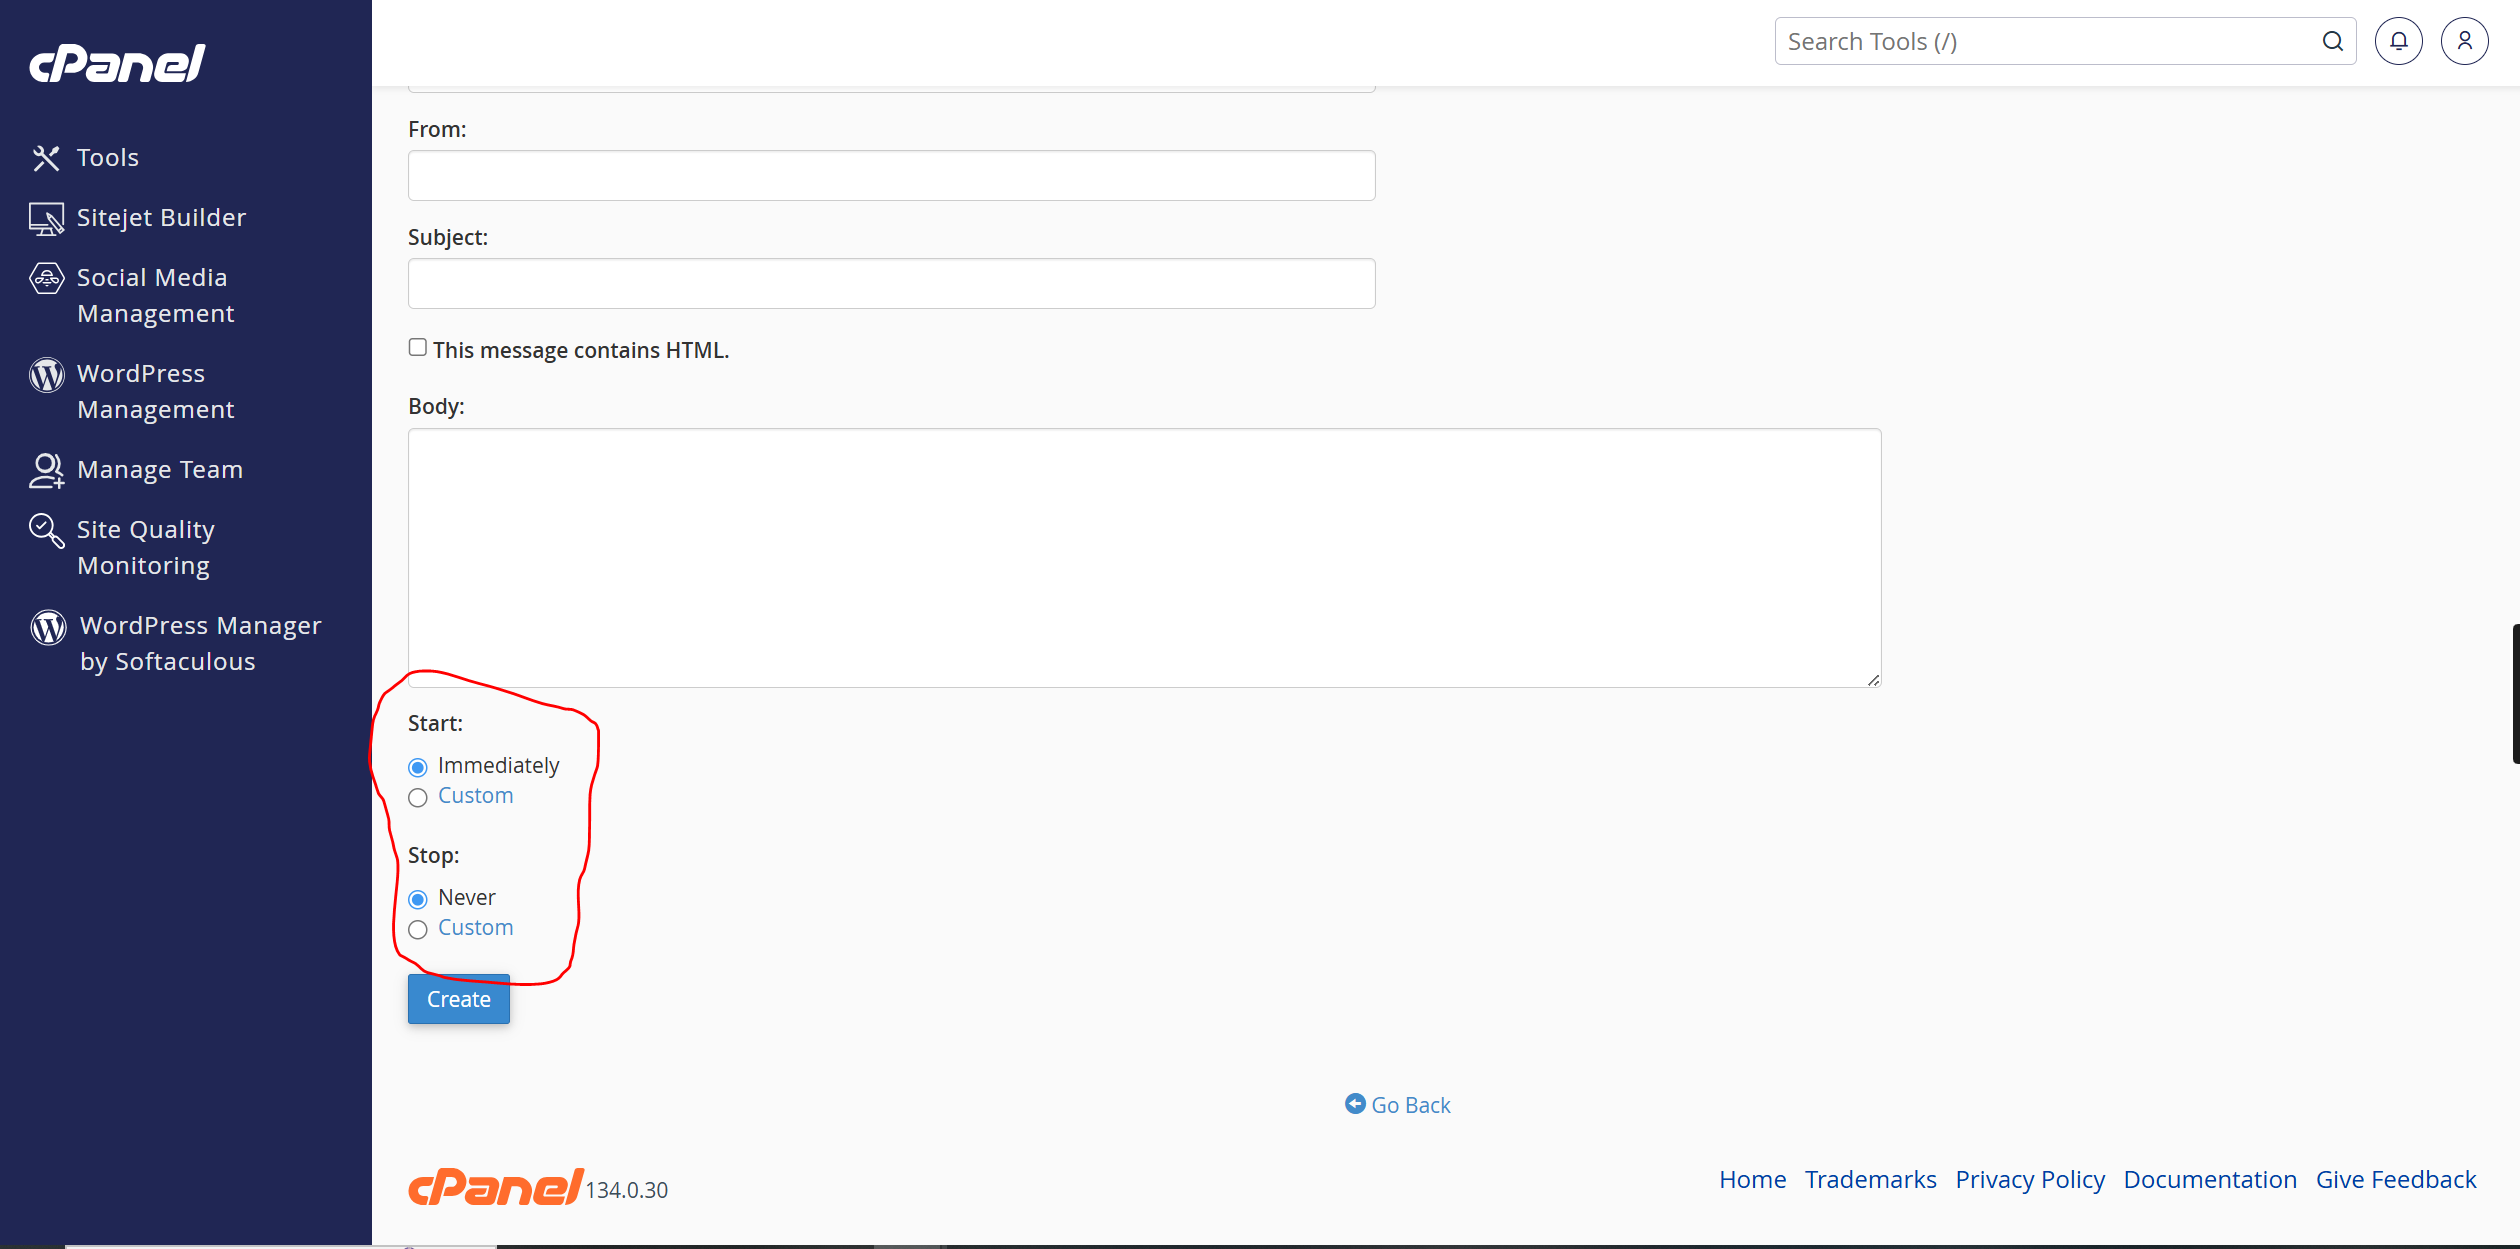 cPanel
Tools
Sitejet Builder
Social Media
Management
WordPress
Management
Manage Team
Site Quality
Monitoring
WordPress Manager
by Softaculous
Search Tools (/)
From:
Subject:
This message contains HTML.
Body:
Start:
Immediately
Custom
Stop:
Never
Custom
Create
Go Back
cPanel 134.0.30
Home Trademarks Privacy Policy Documentation Give Feedback